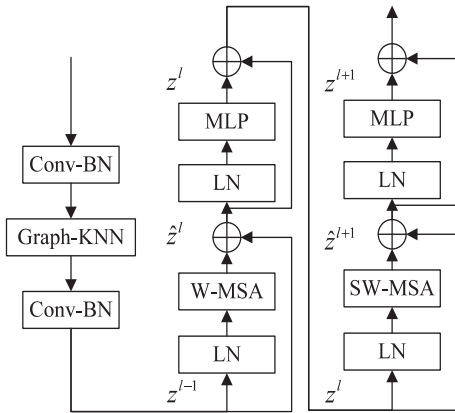 Conv-BN
Graph-KNN
Conv-BN
z^l
MLP
LN
ẑ^l
W-MSA
LN
z^{l-1}
z^{l+1}
MLP
LN
ẑ^{l+1}
SW-MSA
LN
z^l